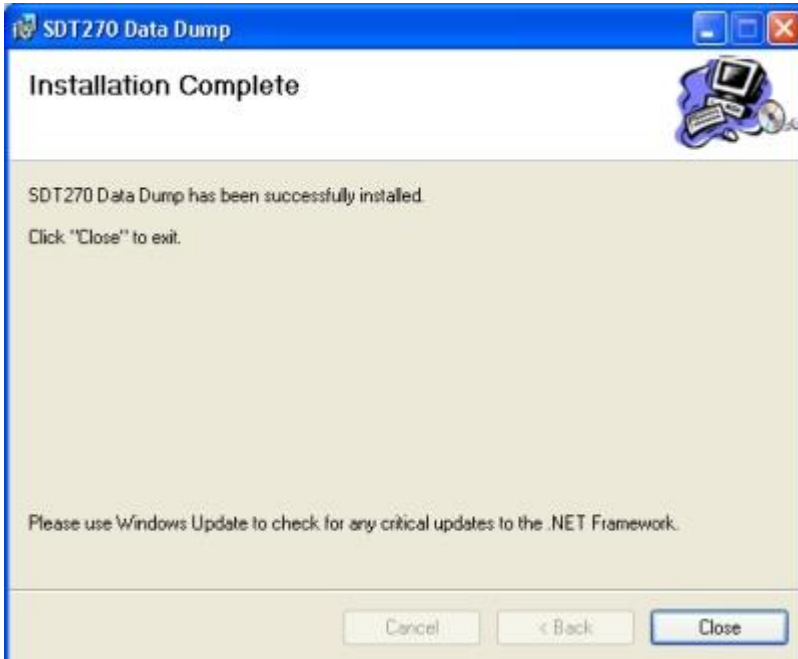 SDT270 Data Dump
Installation Complete
SDT270 Data Dump has been successfully installed.
Click "Close" to exit.
Please use Windows Update to check for any critical updates to the .NET Framework.
Cancel
< Back
Close